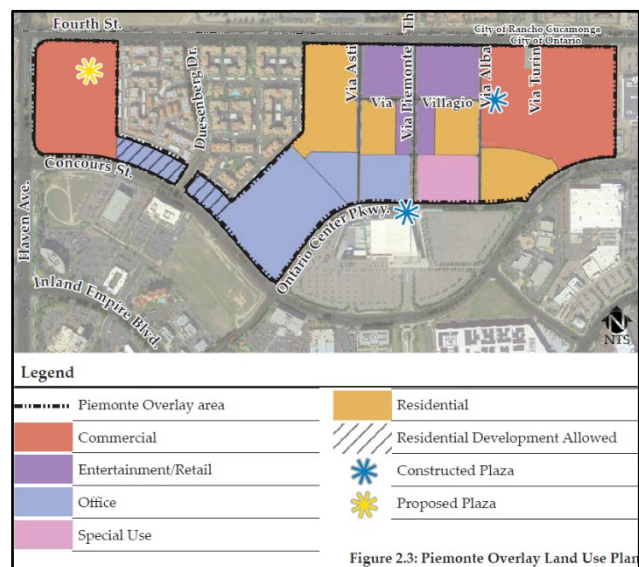 Fourth St.
City of Rancho Cucamonga
City of Ontario
Duesenberg Dr.
Via Asti
Via Piemonte
Th
Via Alba
Via Turin
Via Villagio
Concours St.
Haven Ave.
Ontario Center Pkwy.
Inland Empire Blvd.
N
NTS
Legend
Piemonte Overlay area
Commercial
Entertainment/Retail
Office
Special Use
Residential
Residential Development Allowed
Constructed Plaza
Proposed Plaza
Figure 2.3: Piemonte Overlay Land Use Plan